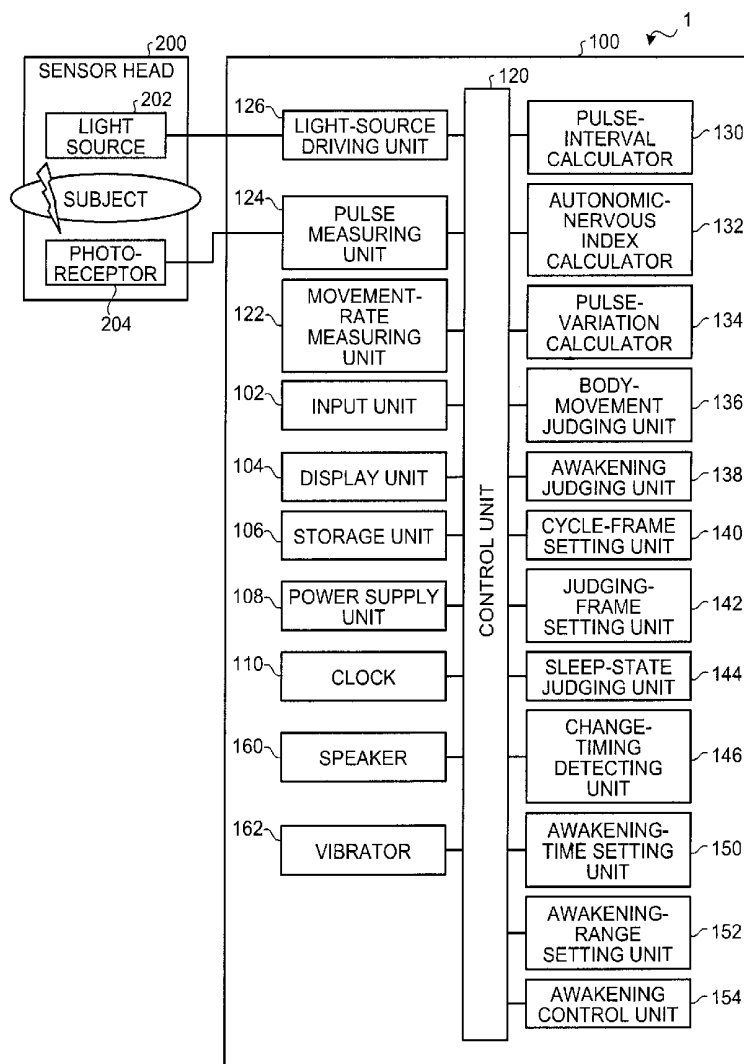 1
200
100
SENSOR HEAD
202
LIGHT
SOURCE
SUBJECT
PHOTO-
RECEPTOR
204
120
CONTROL UNIT
126
LIGHT-SOURCE
DRIVING UNIT
124
PULSE
MEASURING
UNIT
122
MOVEMENT-
RATE
MEASURING
UNIT
102
INPUT UNIT
104
DISPLAY UNIT
106
STORAGE UNIT
108
POWER SUPPLY
UNIT
110
CLOCK
160
SPEAKER
162
VIBRATOR
PULSE-
INTERVAL
CALCULATOR
130
AUTONOMIC-
NERVOUS
INDEX
CALCULATOR
132
PULSE-
VARIATION
CALCULATOR
134
BODY-
MOVEMENT
JUDGING UNIT
136
AWAKENING
JUDGING UNIT
138
CYCLE-FRAME
SETTING UNIT
140
JUDGING-
FRAME
SETTING UNIT
142
SLEEP-STATE
JUDGING UNIT
144
CHANGE-
TIMING
DETECTING
UNIT
146
AWAKENING-
TIME SETTING
UNIT
150
AWAKENING-
RANGE
SETTING UNIT
152
AWAKENING
CONTROL UNIT
154